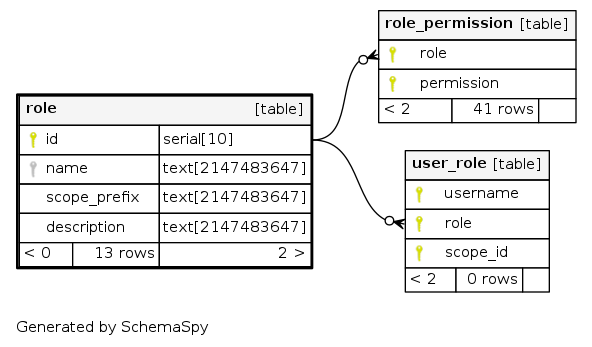 role [table]
id serial[10]
name text[2147483647]
scope_prefix text[2147483647]
description text[2147483647]
< 0 13 rows 2 >
role_permission [table]
role
permission
< 2 41 rows
user_role [table]
username
role
scope_id
< 2 0 rows
Generated by SchemaSpy